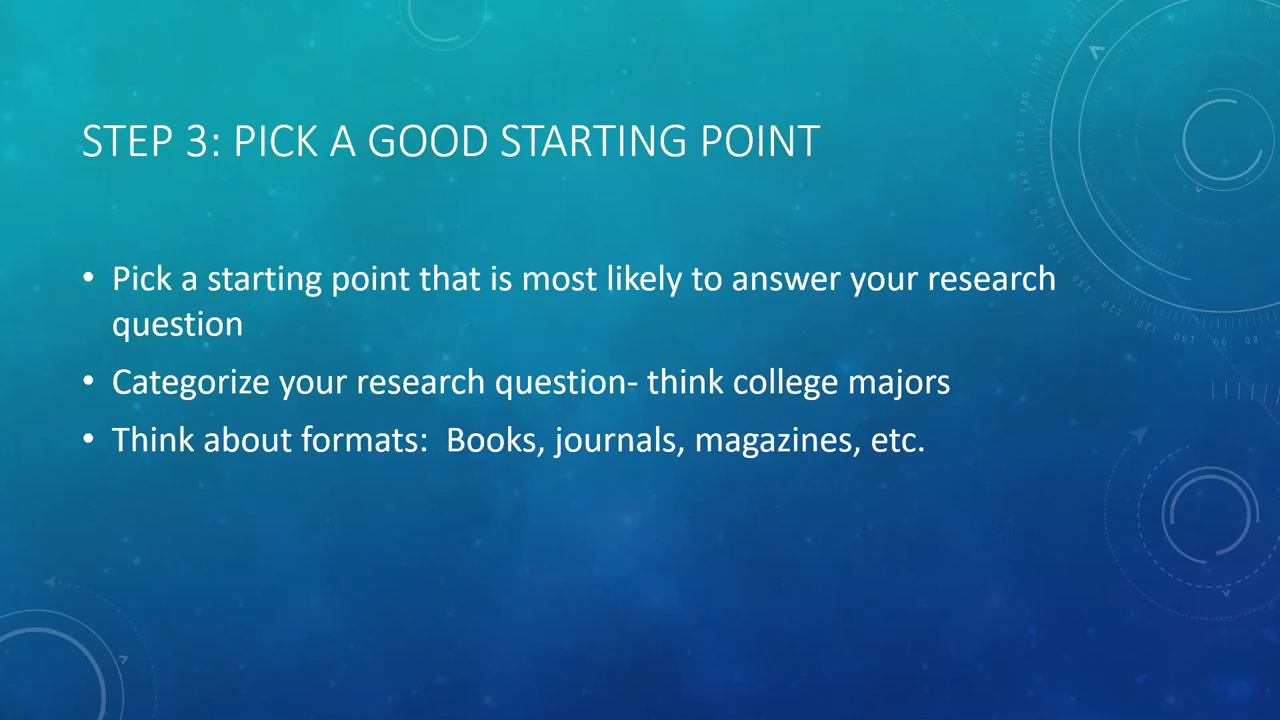 STEP 3: PICK A GOOD STARTING POINT
• Pick a starting point that is most likely to answer your research
question
• Categorize your research question- think college majors
• Think about formats:  Books, journals, magazines, etc.